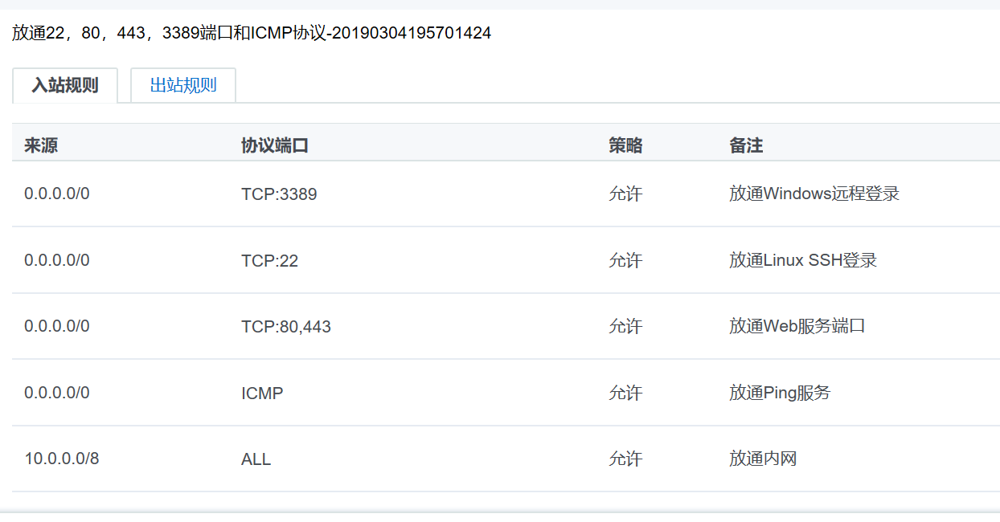 放通22，80，443，3389端口和ICMP协议-20190304195701424
入站规则 出站规则
来源 协议端口 策略 备注
0.0.0.0/0 TCP:3389 允许 放通Windows远程登录
0.0.0.0/0 TCP:22 允许 放通Linux SSH登录
0.0.0.0/0 TCP:80,443 允许 放通Web服务端口
0.0.0.0/0 ICMP 允许 放通Ping服务
10.0.0.0/8 ALL 允许 放通内网